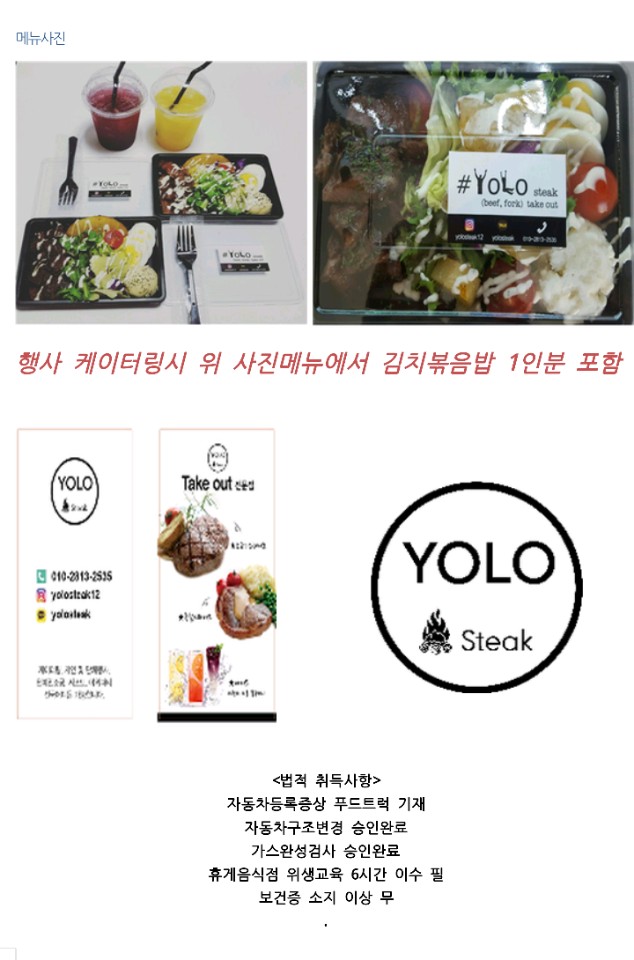 메뉴사진
#YOLO
#YOLO
#YOLO steak
(beef, fork) take out
yolosteak12 yolosteak 010-2813-2535
행사 케이터링시 위 사진메뉴에서 김치볶음밥 1인분 포함
YOLO
Steak
010-2813-2535
yolosteak12
yolosteak
YOLO
Take out 전문점
YOLO
Steak
<법적 취득사항>
자동차등록증상 푸드트럭 기재
자동차구조변경 승인완료
가스완성검사 승인완료
휴게음식점 위생교육 6시간 이수 필
보건증 소지 이상 무
.